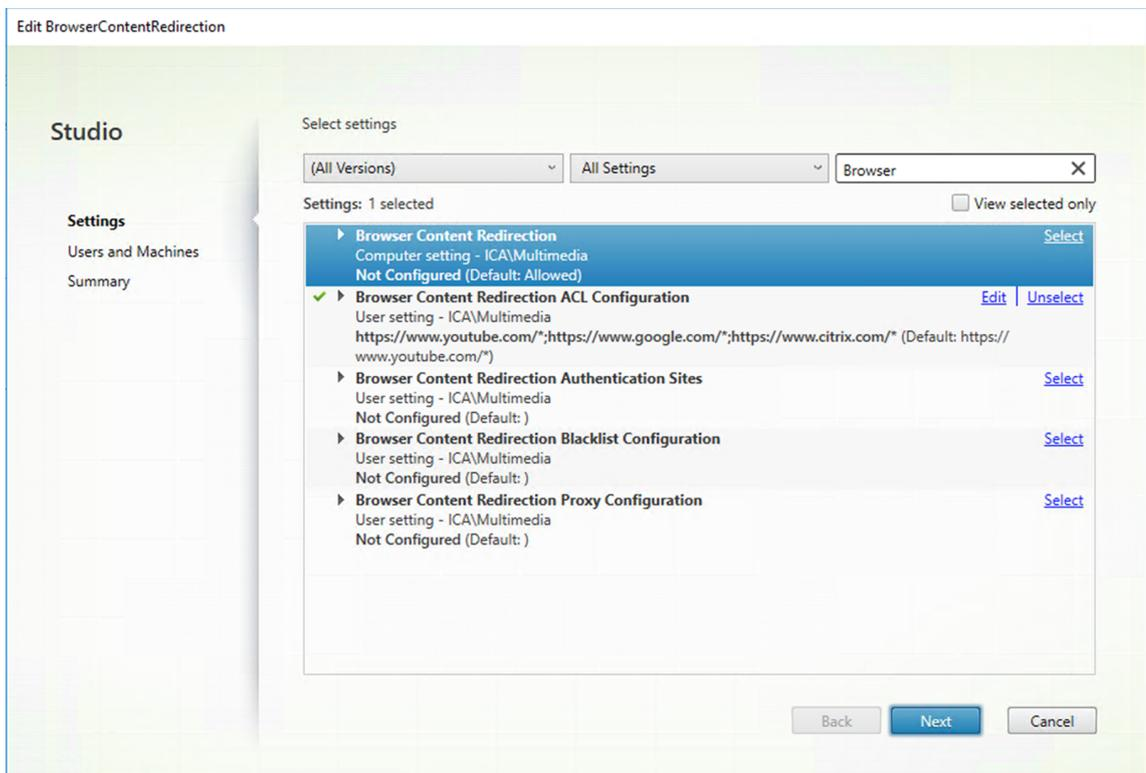 Edit BrowserContentRedirection
Studio
Settings
Users and Machines
Summary
Select settings
(All Versions)
All Settings
Browser
Settings: 1 selected
View selected only
Browser Content Redirection
Select
Computer setting - ICA\Multimedia
Not Configured (Default: Allowed)
Browser Content Redirection ACL Configuration
Edit | Unselect
User setting - ICA\Multimedia
https://www.youtube.com/*;https://www.google.com/*;https://www.citrix.com/* (Default: https://
www.youtube.com/*)
Browser Content Redirection Authentication Sites
Select
User setting - ICA\Multimedia
Not Configured (Default: )
Browser Content Redirection Blacklist Configuration
Select
User setting - ICA\Multimedia
Not Configured (Default: )
Browser Content Redirection Proxy Configuration
Select
User setting - ICA\Multimedia
Not Configured (Default: )
Back
Next
Cancel